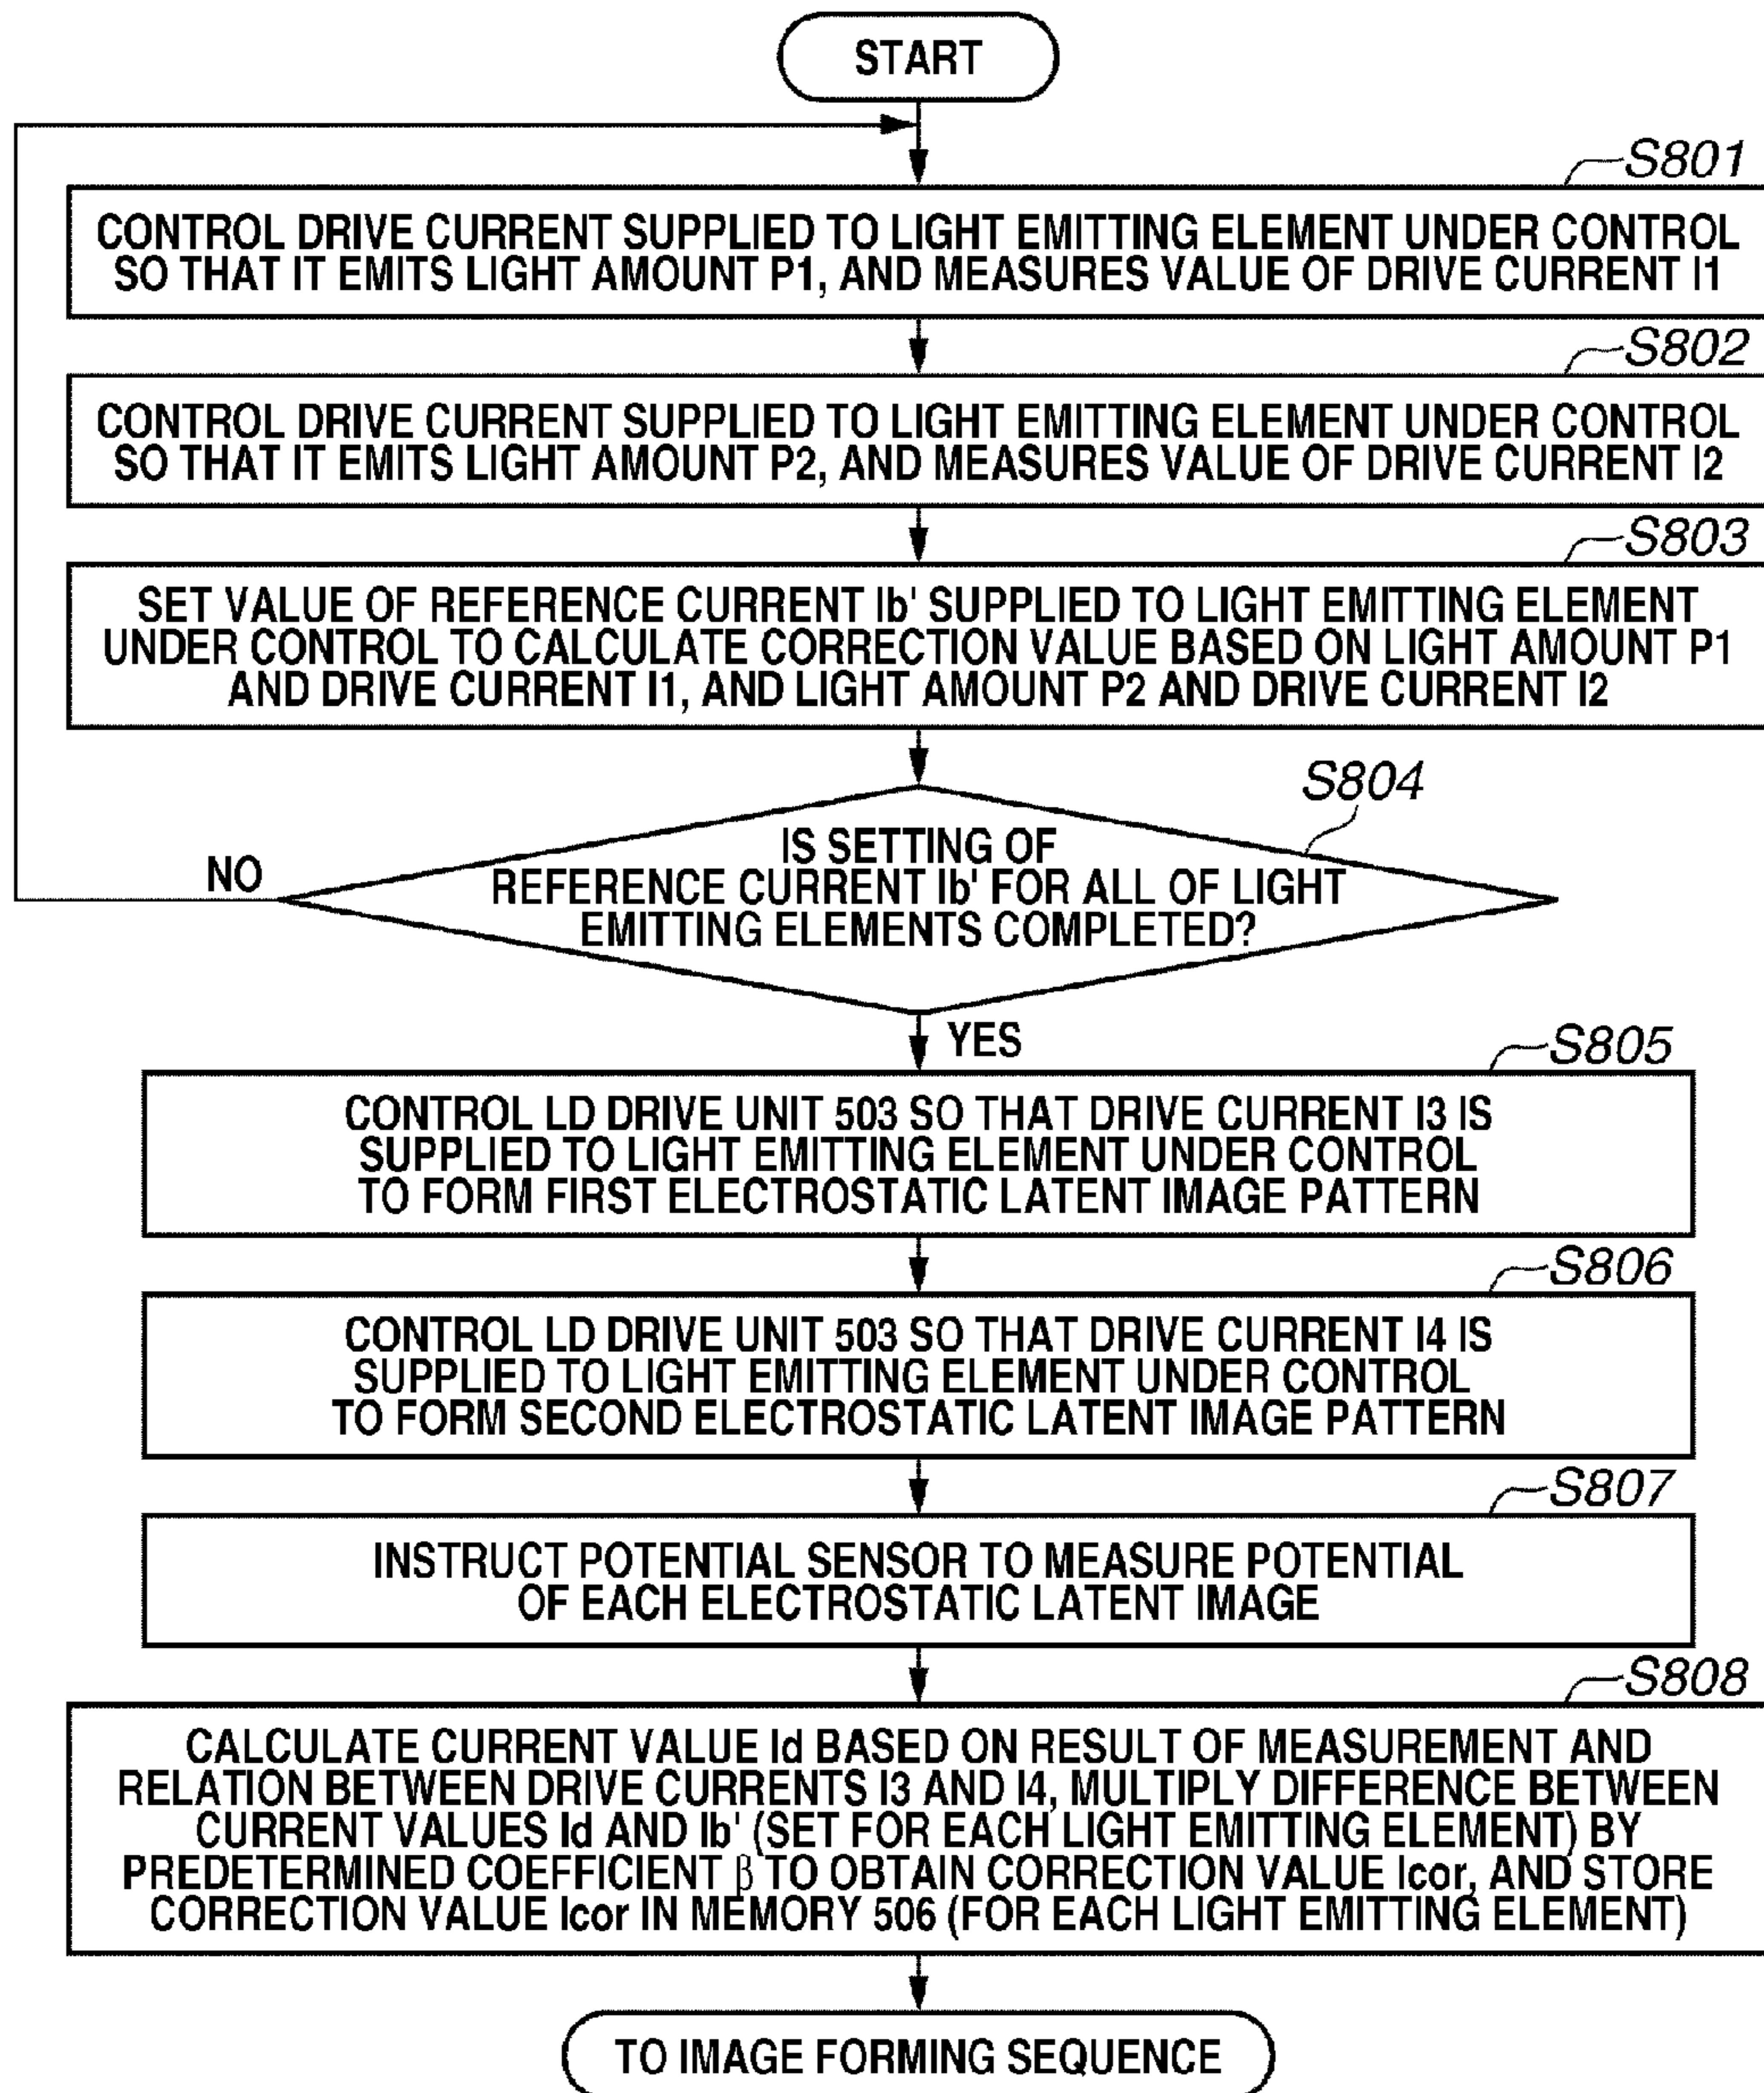 START
S801
CONTROL DRIVE CURRENT SUPPLIED TO LIGHT EMITTING ELEMENT UNDER CONTROL
SO THAT IT EMITS LIGHT AMOUNT P1, AND MEASURES VALUE OF DRIVE CURRENT I1
S802
CONTROL DRIVE CURRENT SUPPLIED TO LIGHT EMITTING ELEMENT UNDER CONTROL
SO THAT IT EMITS LIGHT AMOUNT P2, AND MEASURES VALUE OF DRIVE CURRENT I2
S803
SET VALUE OF REFERENCE CURRENT Ib' SUPPLIED TO LIGHT EMITTING ELEMENT
UNDER CONTROL TO CALCULATE CORRECTION VALUE BASED ON LIGHT AMOUNT P1
AND DRIVE CURRENT I1, AND LIGHT AMOUNT P2 AND DRIVE CURRENT I2
S804
IS SETTING OF
REFERENCE CURRENT Ib' FOR ALL OF LIGHT
EMITTING ELEMENTS COMPLETED?
NO
YES
S805
CONTROL LD DRIVE UNIT 503 SO THAT DRIVE CURRENT I3 IS
SUPPLIED TO LIGHT EMITTING ELEMENT UNDER CONTROL
TO FORM FIRST ELECTROSTATIC LATENT IMAGE PATTERN
S806
CONTROL LD DRIVE UNIT 503 SO THAT DRIVE CURRENT I4 IS
SUPPLIED TO LIGHT EMITTING ELEMENT UNDER CONTROL
TO FORM SECOND ELECTROSTATIC LATENT IMAGE PATTERN
S807
INSTRUCT POTENTIAL SENSOR TO MEASURE POTENTIAL
OF EACH ELECTROSTATIC LATENT IMAGE
S808
CALCULATE CURRENT VALUE Id BASED ON RESULT OF MEASUREMENT AND
RELATION BETWEEN DRIVE CURRENTS I3 AND I4, MULTIPLY DIFFERENCE BETWEEN
CURRENT VALUES Id AND Ib' (SET FOR EACH LIGHT EMITTING ELEMENT) BY
PREDETERMINED COEFFICIENT β TO OBTAIN CORRECTION VALUE Icor, AND STORE
CORRECTION VALUE Icor IN MEMORY 506 (FOR EACH LIGHT EMITTING ELEMENT)
TO IMAGE FORMING SEQUENCE